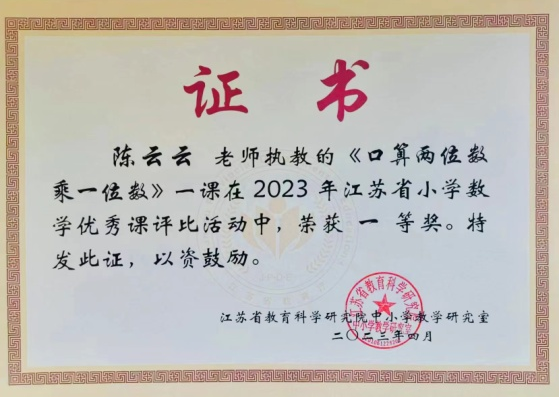 证 书
陈云云 老师执教的《口算两位数
乘一位数》一课在 2023 年江苏省小学数
学优秀课评比活动中，荣获 一 等奖。特
发此证，以资鼓励。
江苏省教育科学研究院中小学教学研究室
二〇二三年四月